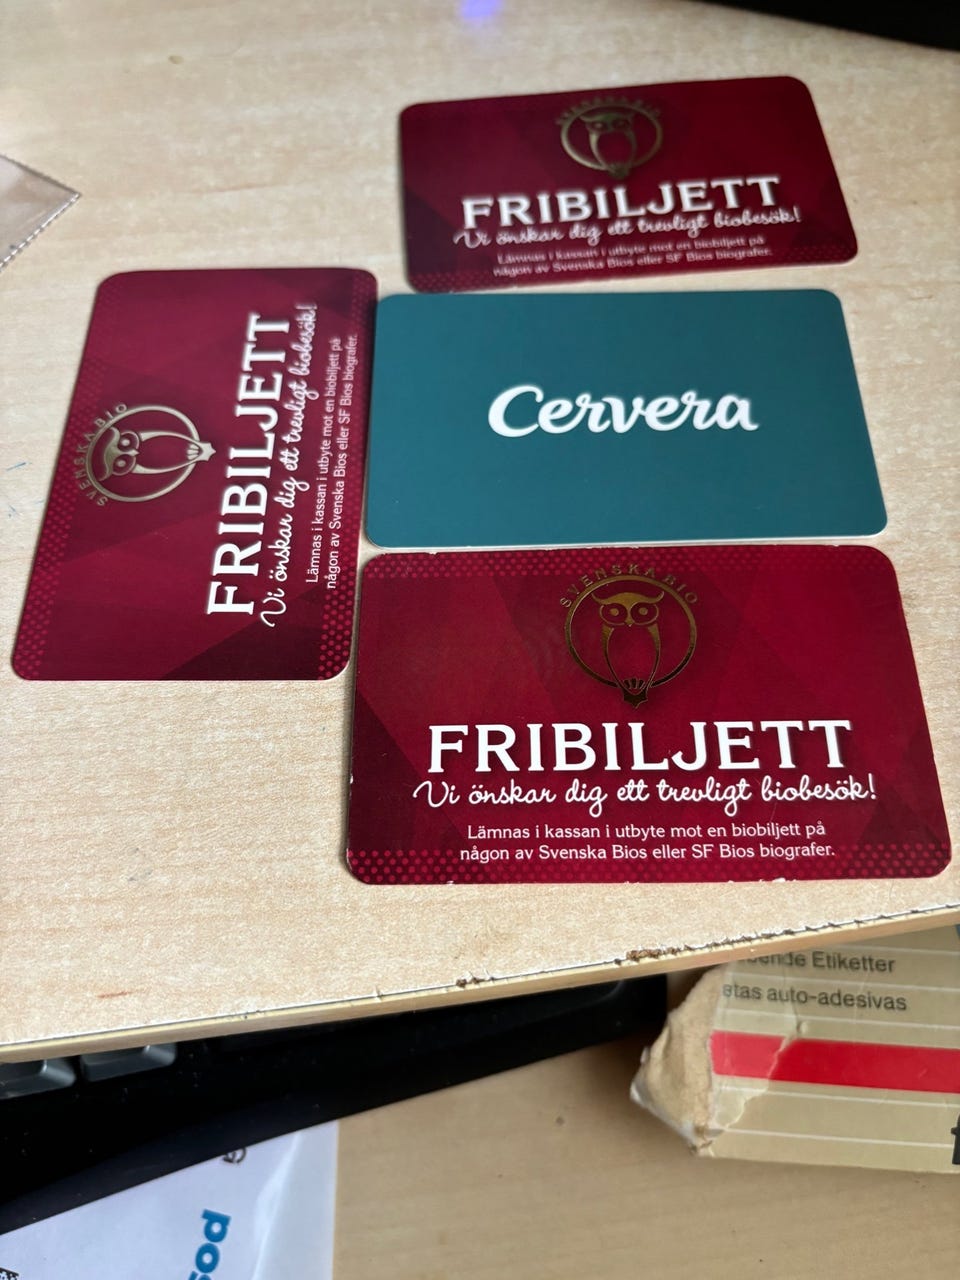 SVENSKA BIO
FRIBILJETT
Vi önskar dig ett trevligt biobesök!
Lämnas i kassan i utbyte mot en biobiljett på
någon av Svenska Bios eller SF Bios biografer.
SVENSKA BIO
FRIBILJETT
Vi önskar dig ett trevligt biobesök!
Lämnas i kassan i utbyte mot en biobiljett på
någon av Svenska Bios eller SF Bios biografer.
Cervera
SVENSKA BIO
FRIBILJETT
Vi önskar dig ett trevligt biobesök!
Lämnas i kassan i utbyte mot en biobiljett på
någon av Svenska Bios eller SF Bios biografer.
Etiketter
etas auto-adesivas